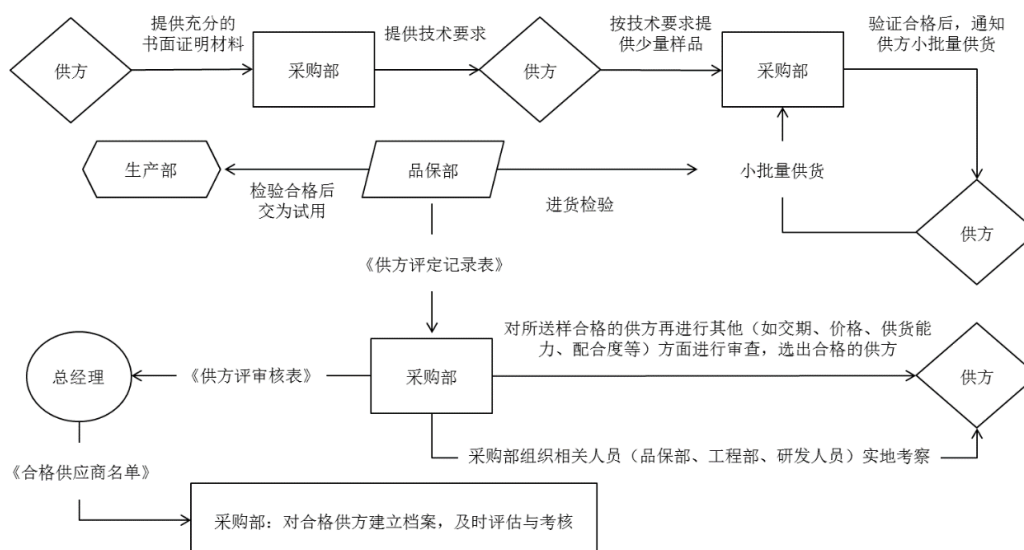 提供充分的
书面证明材料
提供技术要求
按技术要求提
供少量样品
验证合格后，通知
供方小批量供货
供方
采购部
供方
采购部
生产部
检验合格后
交为试用
品保部
进货检验
小批量供货
供方
《供方评定记录表》
对所送样合格的供方再进行其他（如交期、价格、供货能
力、配合度等）方面进行审查，选出合格的供方
总经理
《供方评审核表》
采购部
供方
采购部组织相关人员（品保部、工程部、研发人员）实地考察
《合格供应商名单》
采购部：对合格供方建立档案，及时评估与考核